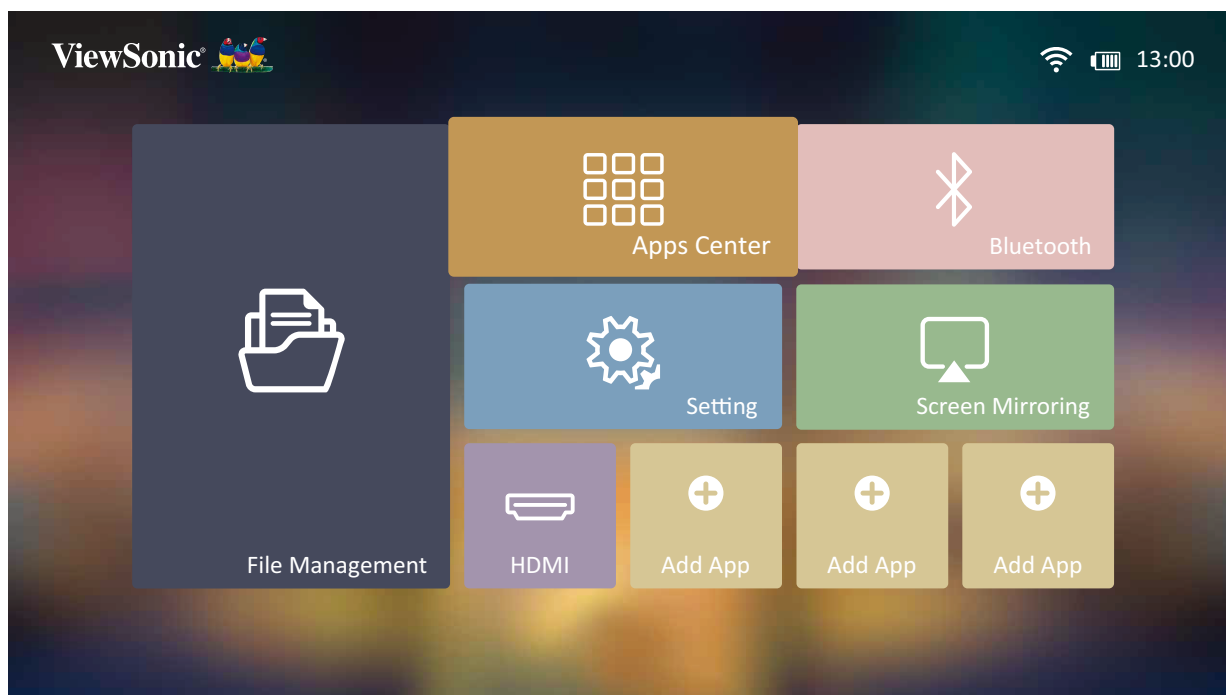 ViewSonic®
13:00
Apps Center
Bluetooth
Setting
Screen Mirroring
File Management
HDMI
Add App
Add App
Add App